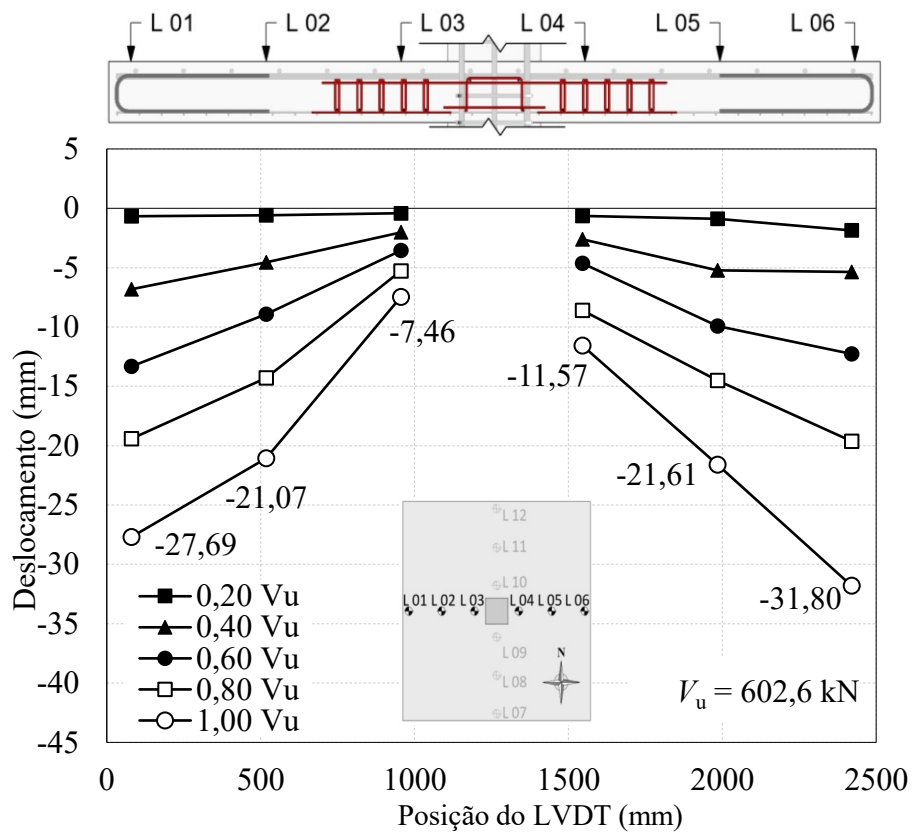 L 01 L 02 L 03 L 04 L 05 L 06
5
0
-5
-10
-15
-20
-25
-30
-35
-40
-45
Deslocamento (mm)
-7,46
-11,57
-21,07
-21,61
-27,69
-31,80
0,20 Vu
0,40 Vu
0,60 Vu
0,80 Vu
1,00 Vu
L 12
L 11
L 10
L 01 L 02 L 03 L 04 L 05 L 06
L 09
N
L 08
L 07
Vu = 602,6 kN
0 500 1000 1500 2000 2500
Posição do LVDT (mm)